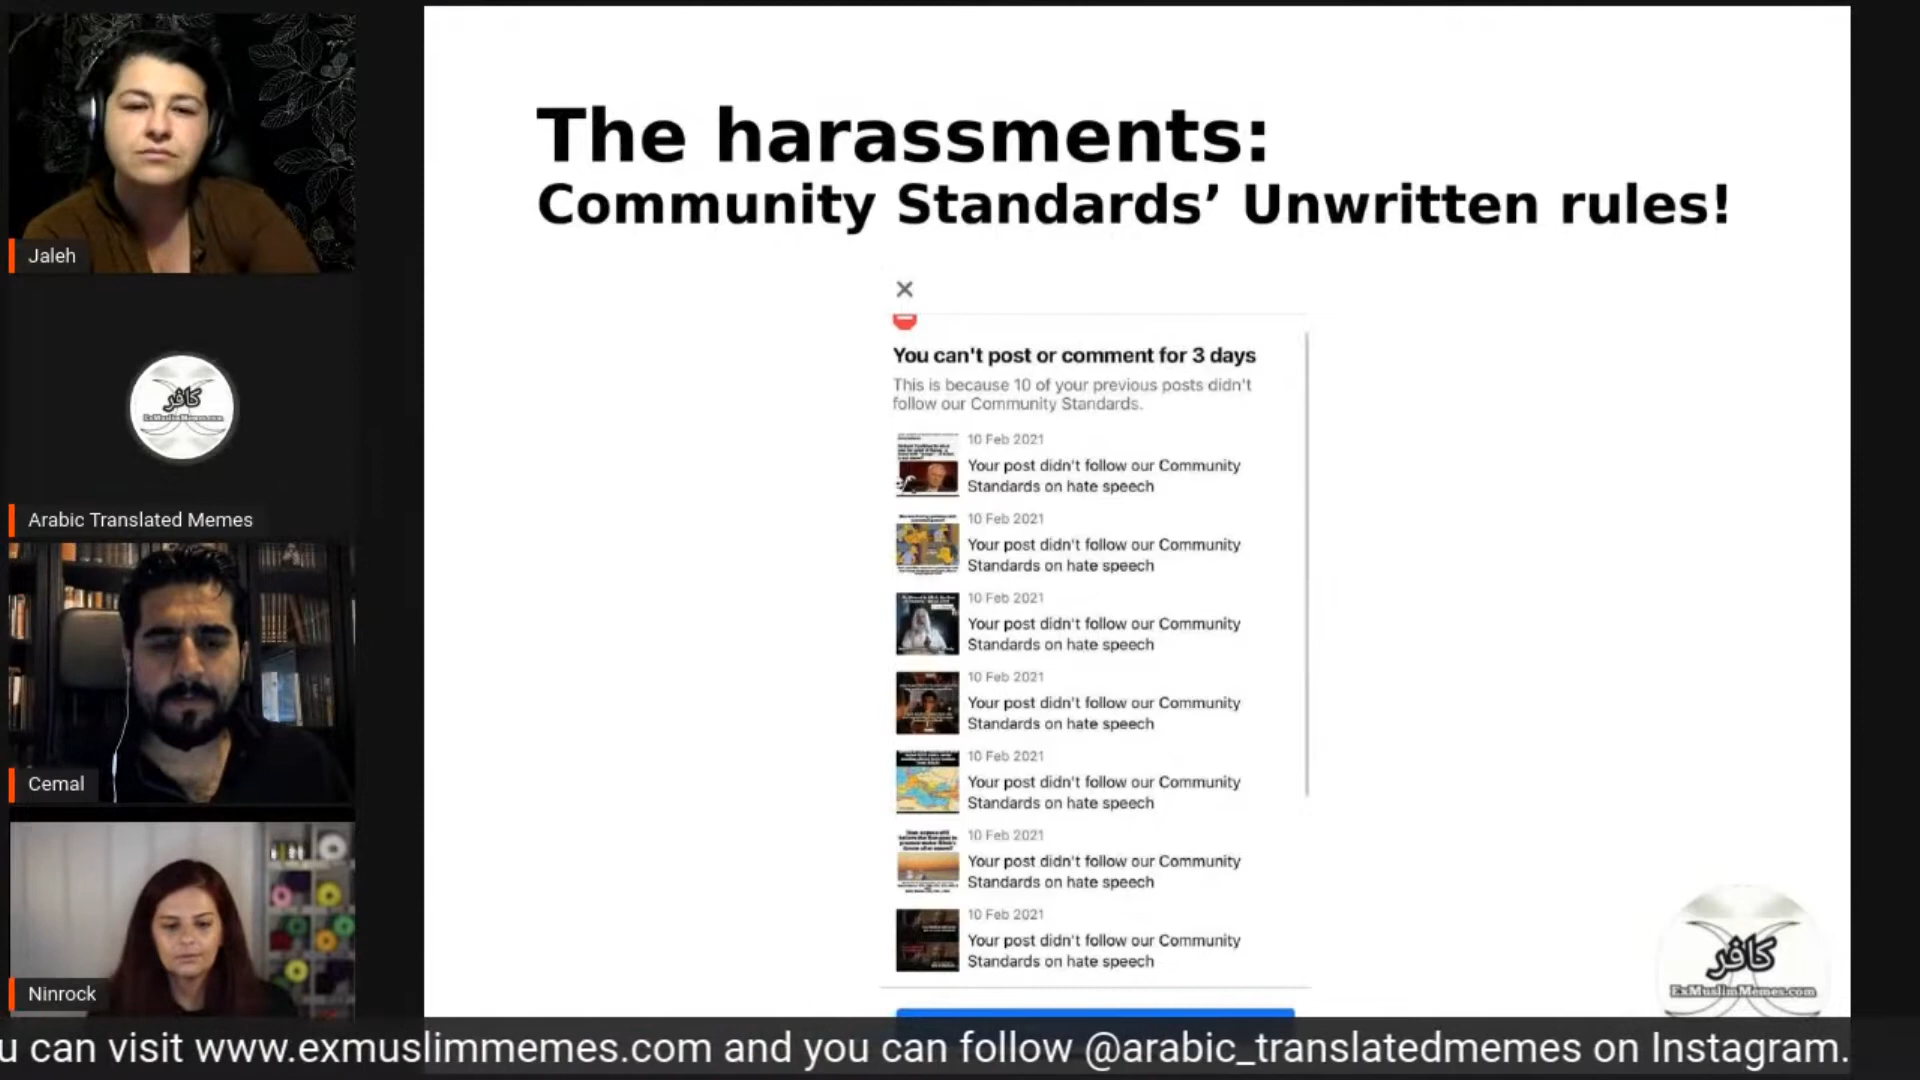 The harassments:
Community Standards’ Unwritten rules!
You can't post or comment for 3 days
This is because 10 of your previous posts didn't
follow our Community Standards.
10 Feb 2021
Your post didn't follow our Community
Standards on hate speech
10 Feb 2021
Your post didn't follow our Community
Standards on hate speech
10 Feb 2021
Your post didn't follow our Community
Standards on hate speech
10 Feb 2021
Your post didn't follow our Community
Standards on hate speech
10 Feb 2021
Your post didn't follow our Community
Standards on hate speech
10 Feb 2021
Your post didn't follow our Community
Standards on hate speech
10 Feb 2021
Your post didn't follow our Community
Standards on hate speech
Jaleh
كافر
ExMuslimMemes.com
Arabic Translated Memes
Cemal
Ninrock
كافر
ExMuslimMemes.com
u can visit www.exmuslimmemes.com and you can follow @arabic_translatedmemes on Instagram.